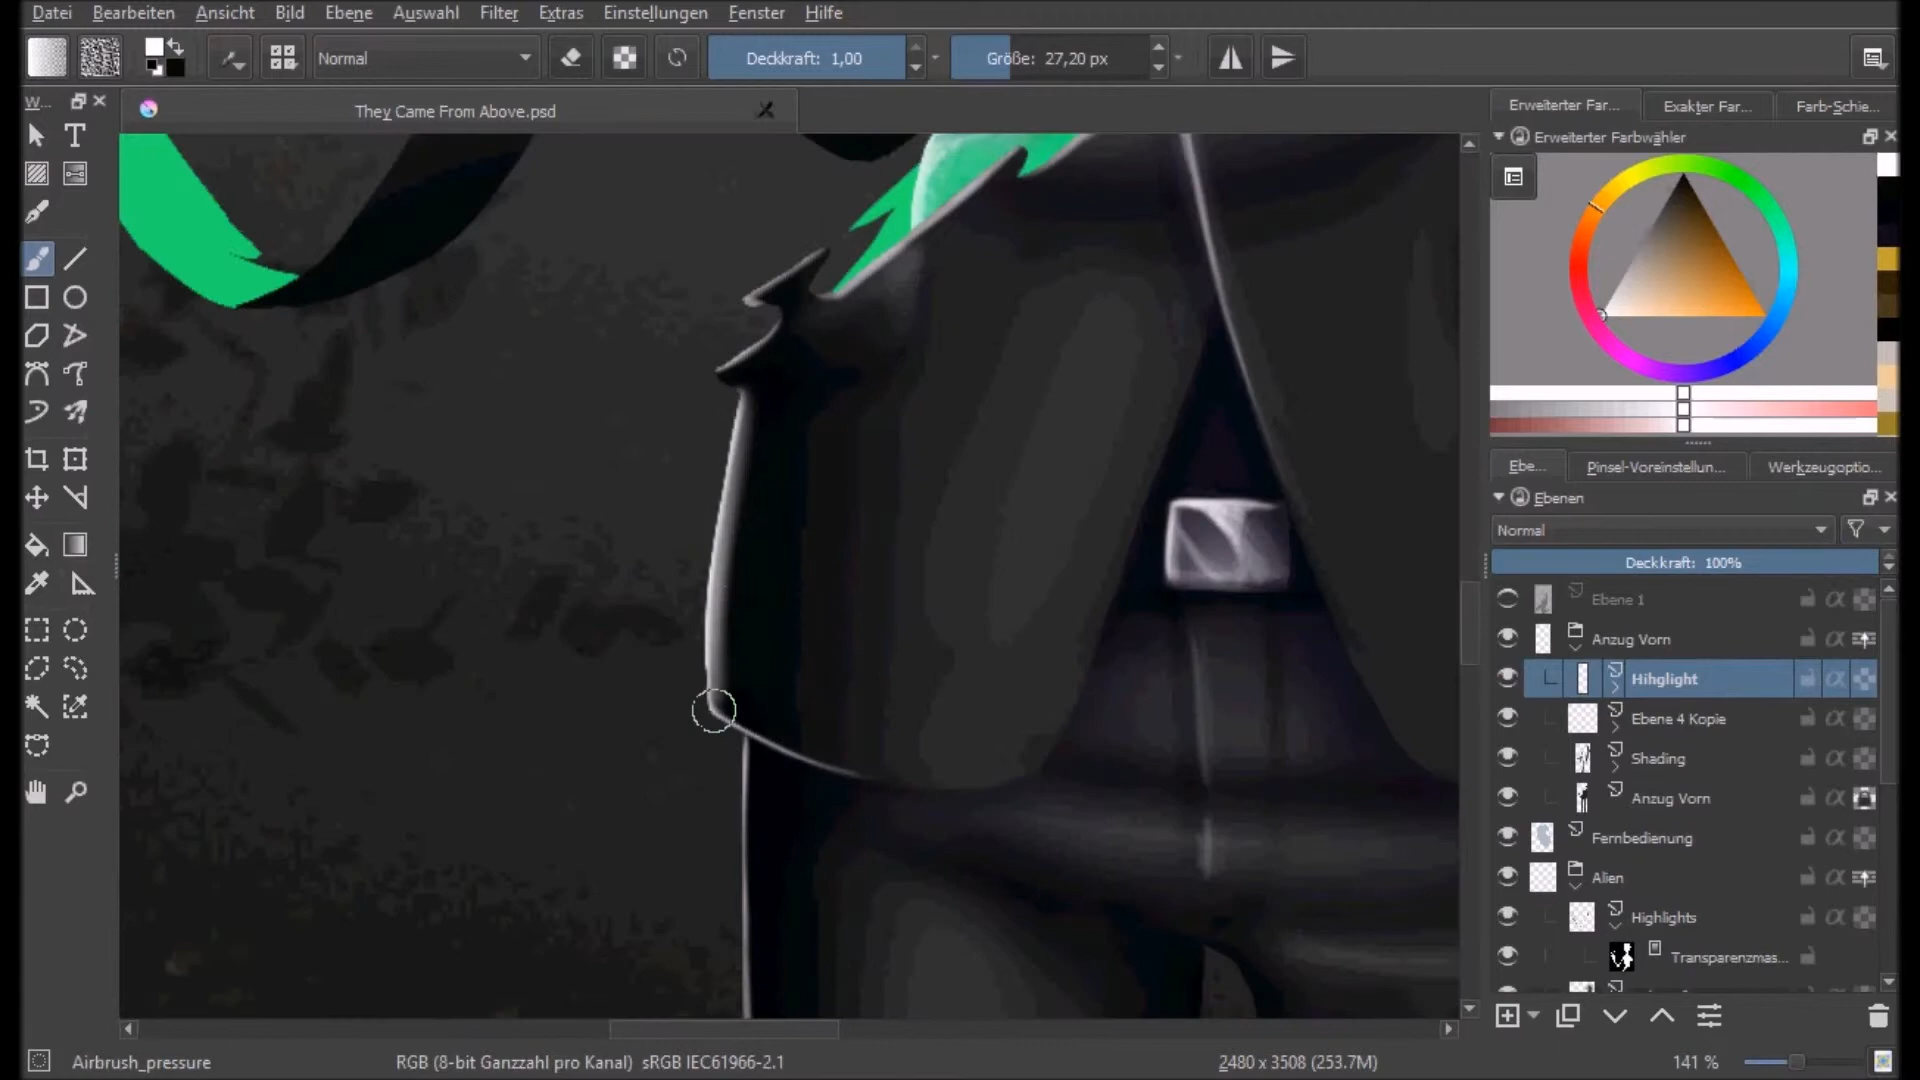 Datei Bearbeiten Ansicht Bild Ebene Auswahl Filter Extras Einstellungen Fenster Hilfe
Normal Deckkraft: 1,00 Größe: 27,20 px
W... They Came From Above.psd Erweiterter Far... Exakter Far... Farb-Schie...
Erweiterter Farbwähler
Ebe... Pinsel-Voreinstellun... Werkzeugoptio...
Ebenen
Normal
Deckkraft: 100%
Ebene 1
Anzug Vorn
Hihglight
Ebene 4 Kopie
Shading
Anzug Vorn
Fernbedienung
Alien
Highlights
Transparenzmas...
Airbrush_pressure RGB (8-bit Ganzzahl pro Kanal) sRGB IEC61966-2.1 2480 x 3508 (253.7M) 141 %